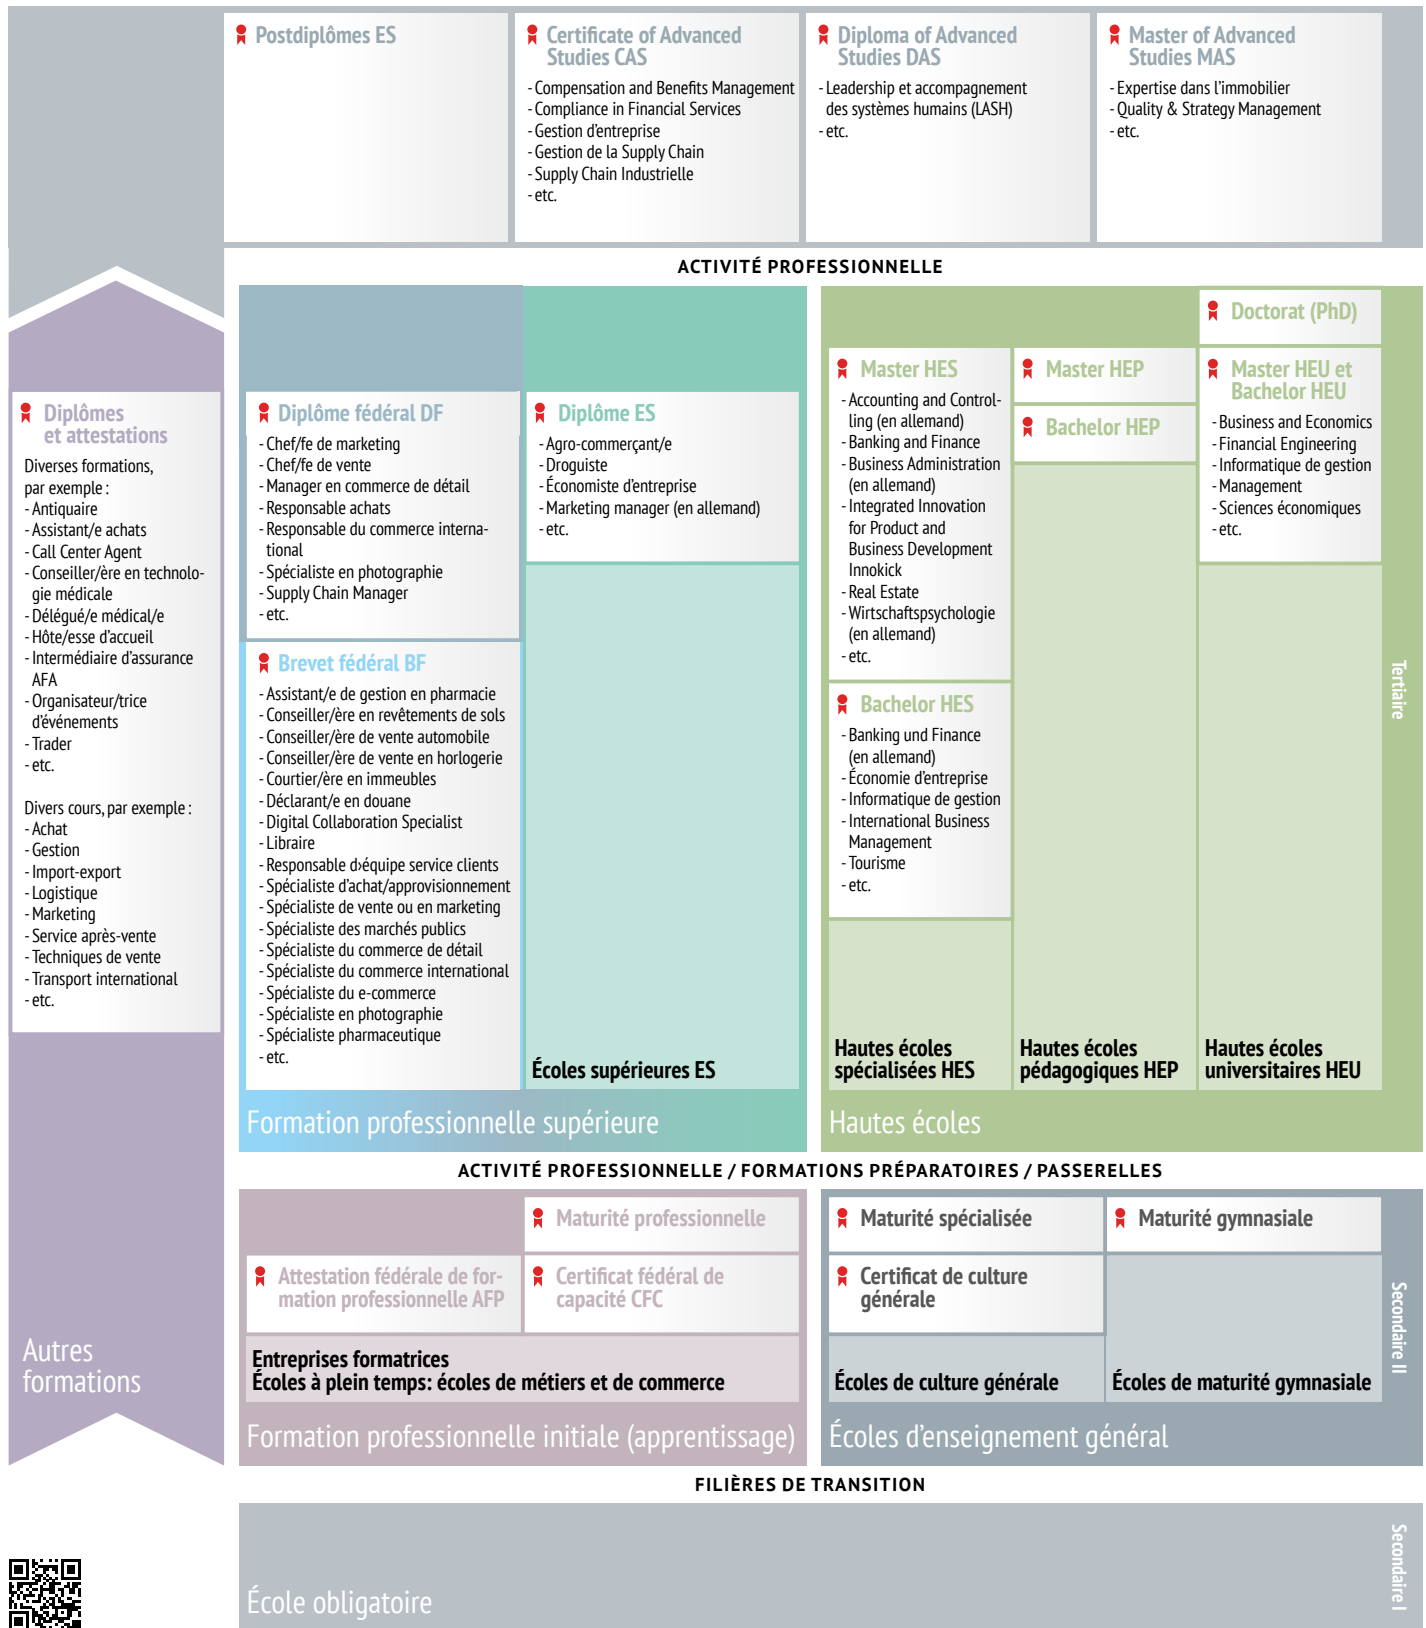 Postdiplômes ES
Certificate of Advanced
Studies CAS
- Compensation and Benefits Management
- Compliance in Financial Services
- Gestion d'entreprise
- Gestion de la Supply Chain
- Supply Chain Industrielle
- etc.
Diploma of Advanced
Studies DAS
- Leadership et accompagnement
des systèmes humains (LASH)
- etc.
Master of Advanced
Studies MAS
- Expertise dans l'immobilier
- Quality & Strategy Management
- etc.
ACTIVITÉ PROFESSIONNELLE
Diplômes
et attestations
Diverses formations,
par exemple :
- Antiquaire
- Assistant/e achats
- Call Center Agent
- Conseiller/ère en technolo-
gie médicale
- Délégué/e médical/e
- Hôte/esse d'accueil
- Intermédiaire d'assurance
AFA
- Organisateur/trice
d'événements
- Trader
- etc.
Divers cours, par exemple :
- Achat
- Gestion
- Import-export
- Logistique
- Marketing
- Service après-vente
- Techniques de vente
- Transport international
- etc.
Autres
formations
Diplôme fédéral DF
- Chef/fe de marketing
- Chef/fe de vente
- Manager en commerce de détail
- Responsable achats
- Responsable du commerce interna-
tional
- Spécialiste en photographie
- Supply Chain Manager
- etc.
Brevet fédéral BF
- Assistant/e de gestion en pharmacie
- Conseiller/ère en revêtements de sols
- Conseiller/ère de vente automobile
- Conseiller/ère de vente en horlogerie
- Courtier/ère en immeubles
- Déclarant/e en douane
- Digital Collaboration Specialist
- Libraire
- Responsable d›équipe service clients
- Spécialiste d'achat/approvisionnement
- Spécialiste de vente ou en marketing
- Spécialiste des marchés publics
- Spécialiste du commerce de détail
- Spécialiste du commerce international
- Spécialiste du e-commerce
- Spécialiste en photographie
- Spécialiste pharmaceutique
- etc.
Diplôme ES
- Agro-commerçant/e
- Droguiste
- Économiste d'entreprise
- Marketing manager (en allemand)
- etc.
Écoles supérieures ES
Formation professionnelle supérieure
Master HES
- Accounting and Control-
ling (en allemand)
- Banking and Finance
- Business Administration
(en allemand)
- Integrated Innovation
for Product and
Business Development
Innokick
- Real Estate
- Wirtschaftspsychologie
(en allemand)
- etc.
Bachelor HES
- Banking und Finance
(en allemand)
- Économie d'entreprise
- Informatique de gestion
- International Business
Management
- Tourisme
- etc.
Hautes écoles
spécialisées HES
Master HEP
Bachelor HEP
Hautes écoles
pédagogiques HEP
Doctorat (PhD)
Master HEU et
Bachelor HEU
- Business and Economics
- Financial Engineering
- Informatique de gestion
- Management
- Sciences économiques
- etc.
Hautes écoles
universitaires HEU
Hautes écoles
Tertiaire
ACTIVITÉ PROFESSIONNELLE / FORMATIONS PRÉPARATOIRES / PASSERELLES
Maturité professionnelle
Attestation fédérale de for-
mation professionnelle AFP
Certificat fédéral de
capacité CFC
Entreprises formatrices
Écoles à plein temps: écoles de métiers et de commerce
Formation professionnelle initiale (apprentissage)
Maturité spécialisée
Certificat de culture
générale
Écoles de culture générale
Maturité gymnasiale
Écoles de maturité gymnasiale
Écoles d'enseignement général
Secondaire II
FILIÈRES DE TRANSITION
École obligatoire
Secondaire I